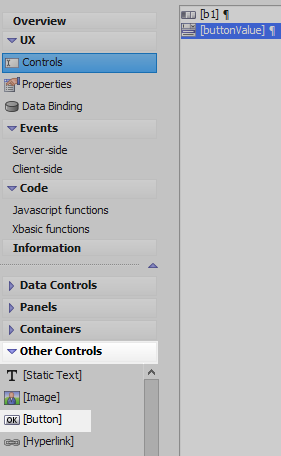 Overview
UX
Controls
Properties
Data Binding
Events
Server-side
Client-side
Code
Javascript functions
Xbasic functions
Information
Data Controls
Panels
Containers
Other Controls
T [Static Text]
[Image]
OK [Button]
[Hyperlink]
[b1] ¶
[buttonValue] ¶